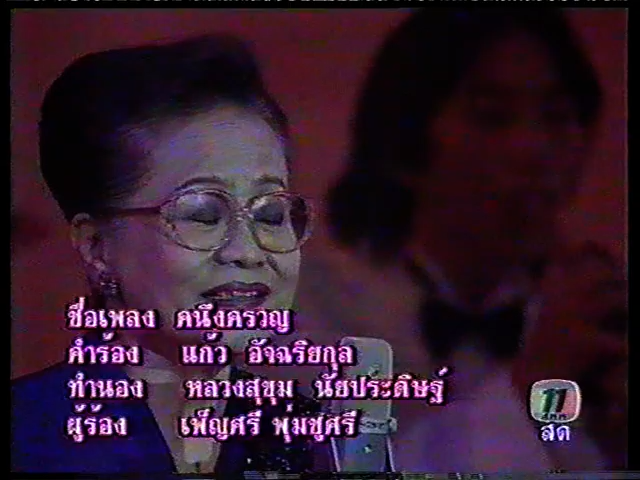 ชื่อเพลง คนึงครวญ
คำร้อง แก้ว อัจฉริยกุล
ทำนอง หลวงสุขุม นัยประดิษฐ์
ผู้ร้อง เพ็ญศรี พุ่มชูศรี
11
สทท
สด